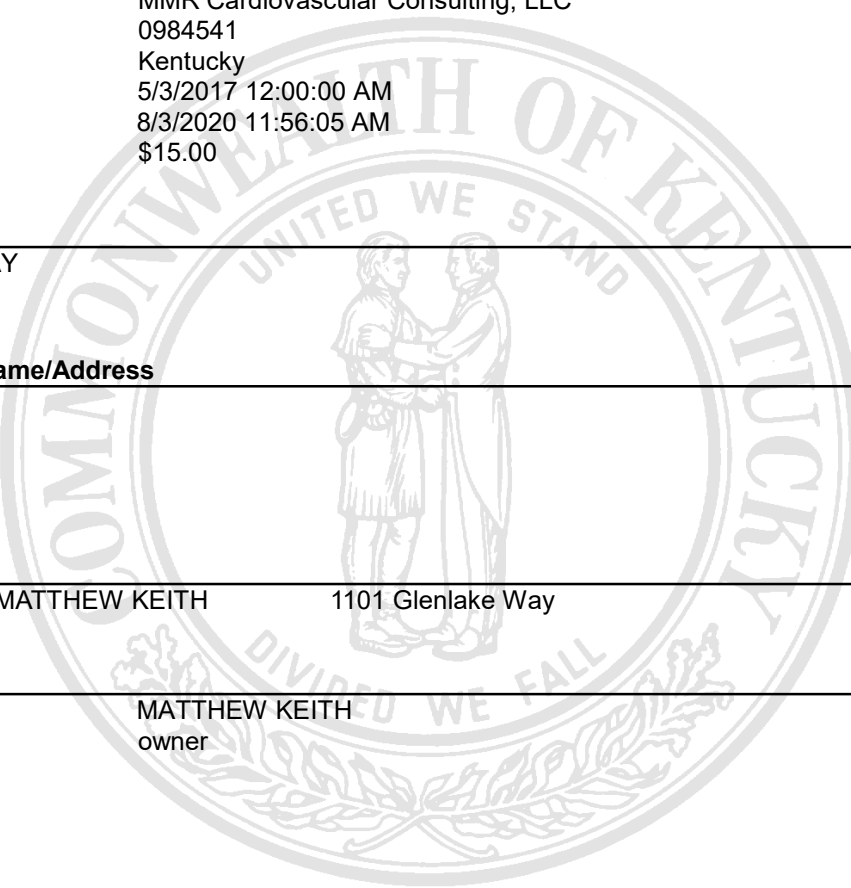 MMR Cardiovascular Consulting, LLC
0984541
Kentucky
5/3/2017 12:00:00 AM
8/3/2020 11:56:05 AM
$15.00
AY
ame/Address
MATTHEW KEITH 1101 Glenlake Way
MATTHEW KEITH
owner
COMMONWEALTH OF KENTUCKY
UNITED WE STAND
DIVIDED WE FALL